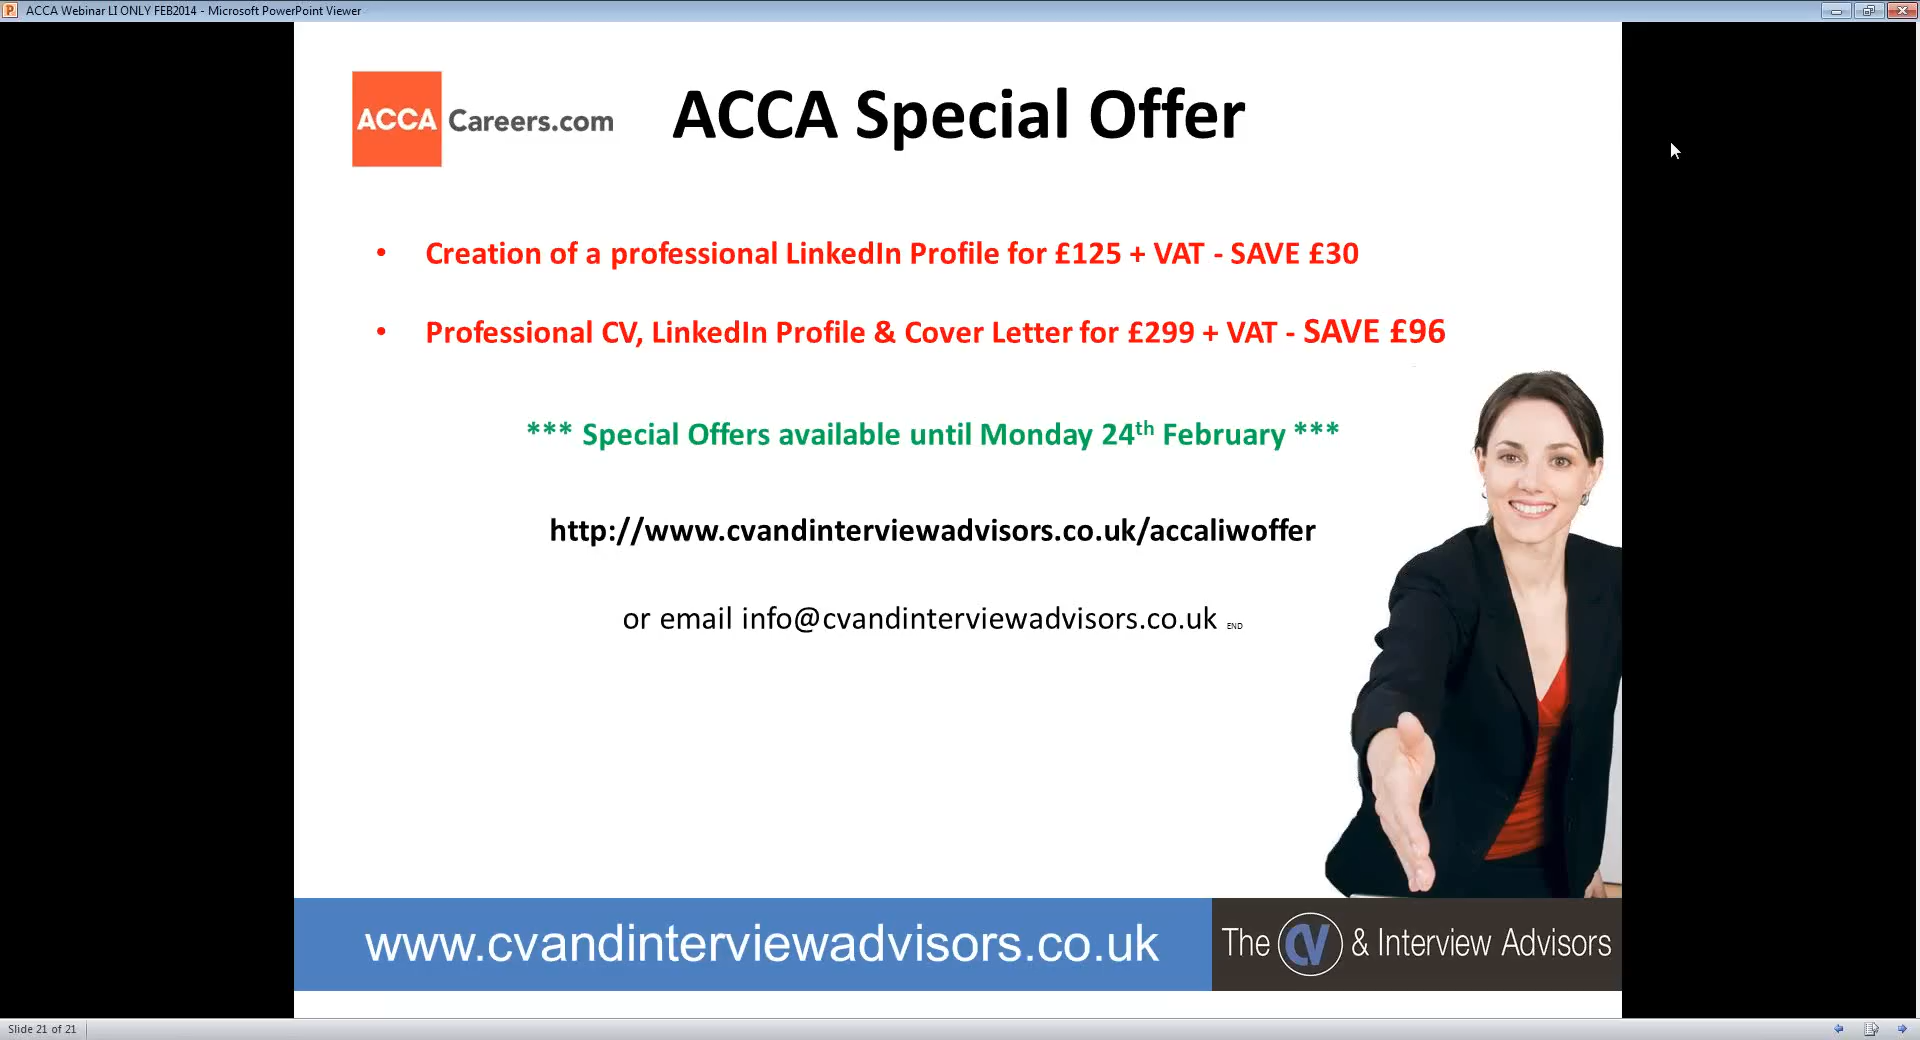 ACCA Webinar LI ONLY FEB2014 - Microsoft PowerPoint Viewer
ACCA Careers.com
ACCA Special Offer
• Creation of a professional LinkedIn Profile for £125 + VAT - SAVE £30
• Professional CV, LinkedIn Profile & Cover Letter for £299 + VAT - SAVE £96
*** Special Offers available until Monday 24th February ***
http://www.cvandinterviewadvisors.co.uk/accaliwoffer
or email info@cvandinterviewadvisors.co.uk END
www.cvandinterviewadvisors.co.uk
The CV & Interview Advisors
Slide 21 of 21